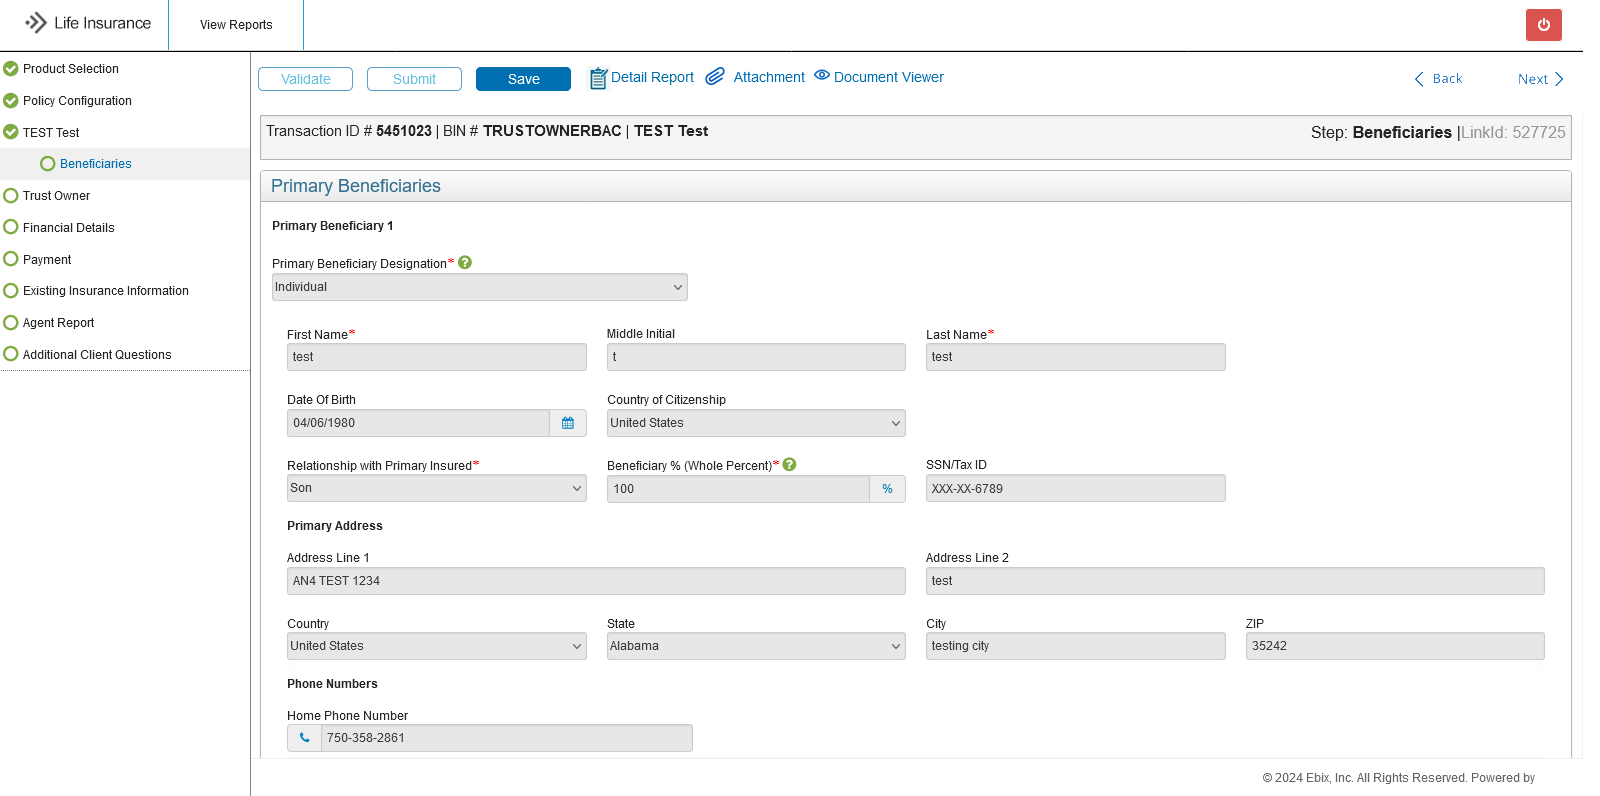 Life Insurance
View Reports
Product Selection
Policy Configuration
TEST Test
Beneficiaries
Trust Owner
Financial Details
Payment
Existing Insurance Information
Agent Report
Additional Client Questions
Validate Submit Save Detail Report Attachment Document Viewer Back Next
Transaction ID # 5451023 | BIN # TRUSTOWNERBAC | TEST Test Step: Beneficiaries |LinkId: 527725
Primary Beneficiaries
Primary Beneficiary 1
Primary Beneficiary Designation* ?
Individual
First Name* Middle Initial Last Name*
test t test
Date Of Birth Country of Citizenship
04/06/1980 United States
Relationship with Primary Insured* Beneficiary % (Whole Percent)* ? SSN/Tax ID
Son 100 % XXX-XX-6789
Primary Address
Address Line 1 Address Line 2
AN4 TEST 1234 test
Country State City ZIP
United States Alabama testing city 35242
Phone Numbers
Home Phone Number
750-358-2861
© 2024 Ebix, Inc. All Rights Reserved. Powered by